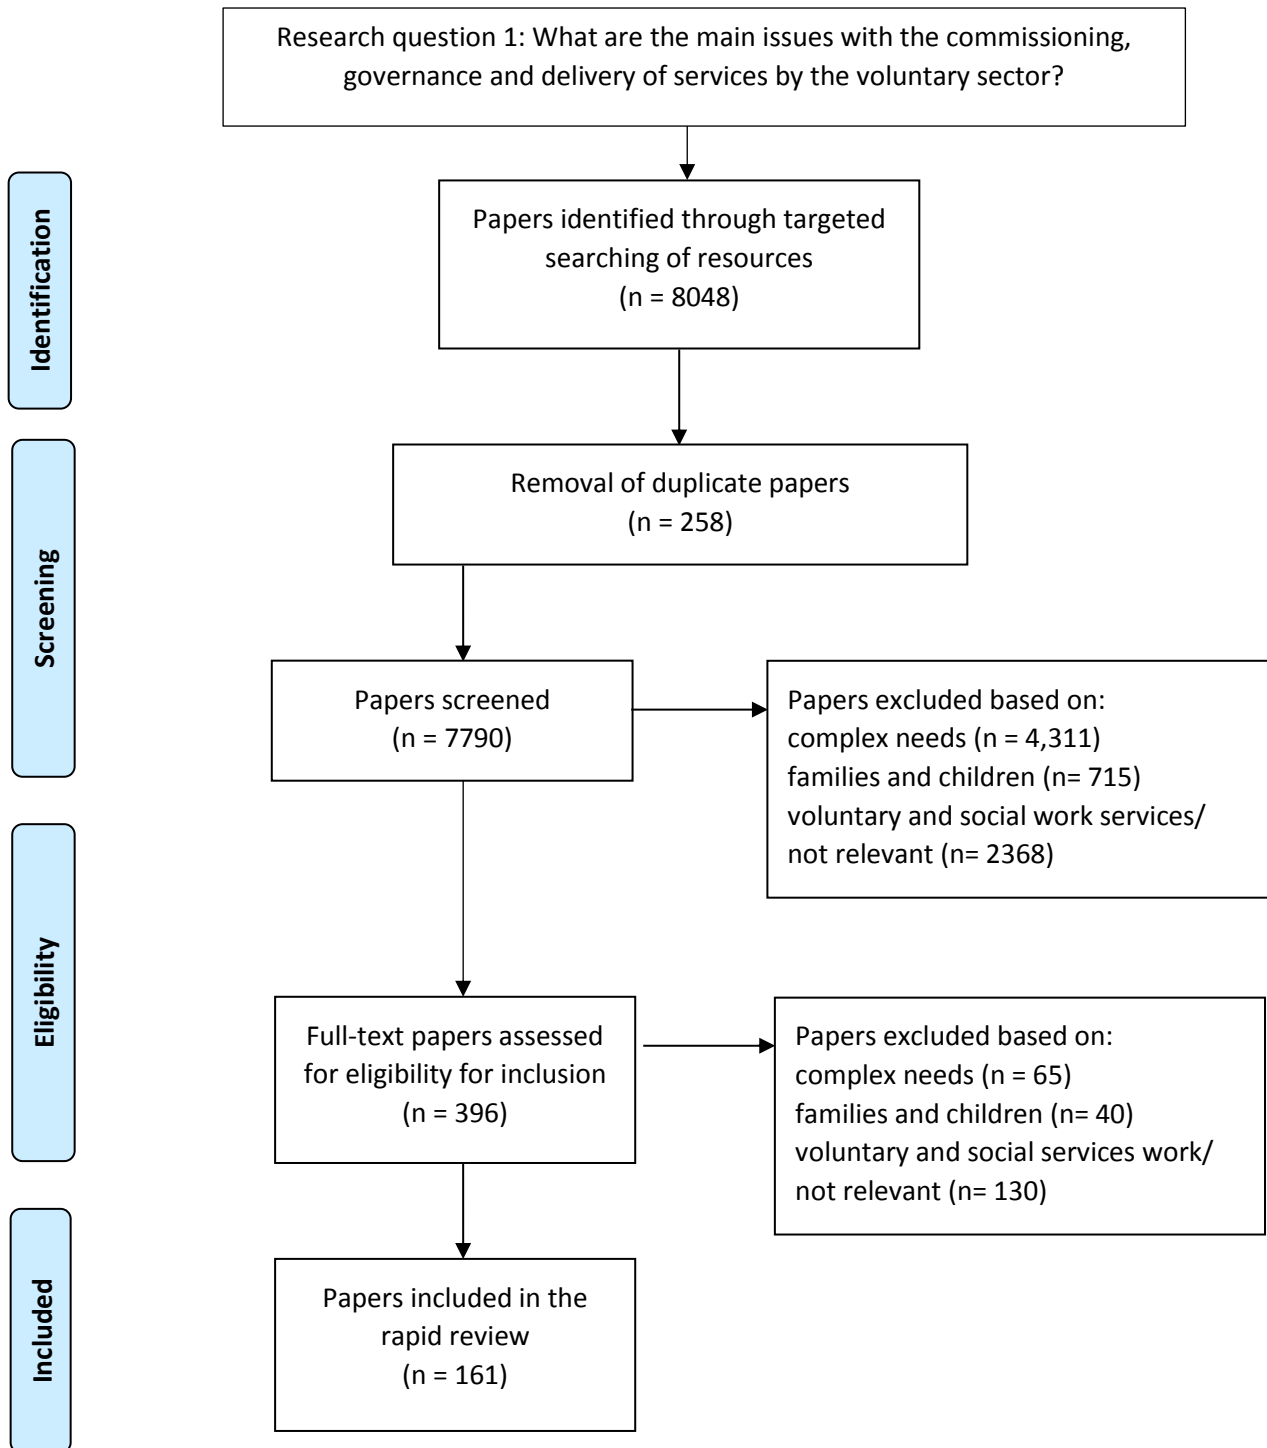 Research question 1: What are the main issues with the commissioning,
governance and delivery of services by the voluntary sector?
Identification
Papers identified through targeted
searching of resources
(n = 8048)
Screening
Removal of duplicate papers
(n = 258)
Papers screened
(n = 7790)
Papers excluded based on:
complex needs (n = 4,311)
families and children (n= 715)
voluntary and social work services/
not relevant (n= 2368)
Eligibility
Full-text papers assessed
for eligibility for inclusion
(n = 396)
Papers excluded based on:
complex needs (n = 65)
families and children (n= 40)
voluntary and social services work/
not relevant (n= 130)
Included
Papers included in the
rapid review
(n = 161)